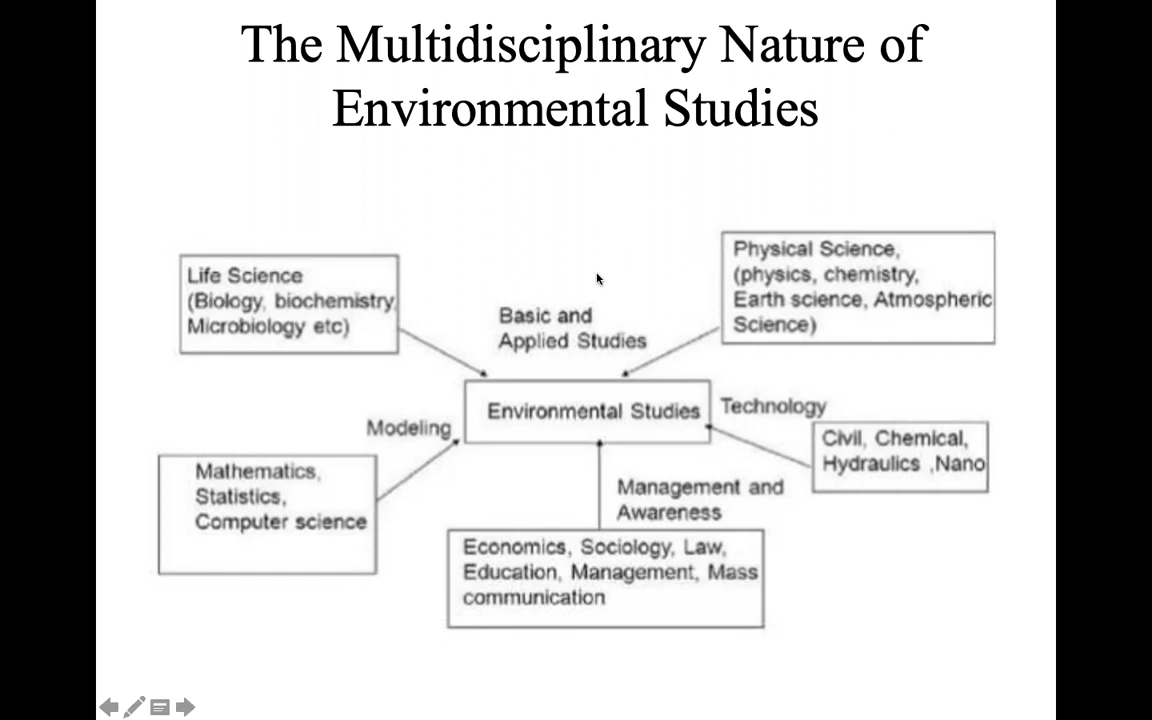 The Multidisciplinary Nature of
Environmental Studies
Life Science
(Biology, biochemistry,
Microbiology etc)
Basic and
Applied Studies
Physical Science,
(physics, chemistry,
Earth science, Atmospheric
Science)
Environmental Studies
Technology
Civil, Chemical,
Hydraulics ,Nano
Modeling
Mathematics,
Statistics,
Computer science
Management and
Awareness
Economics, Sociology, Law,
Education, Management, Mass
communication